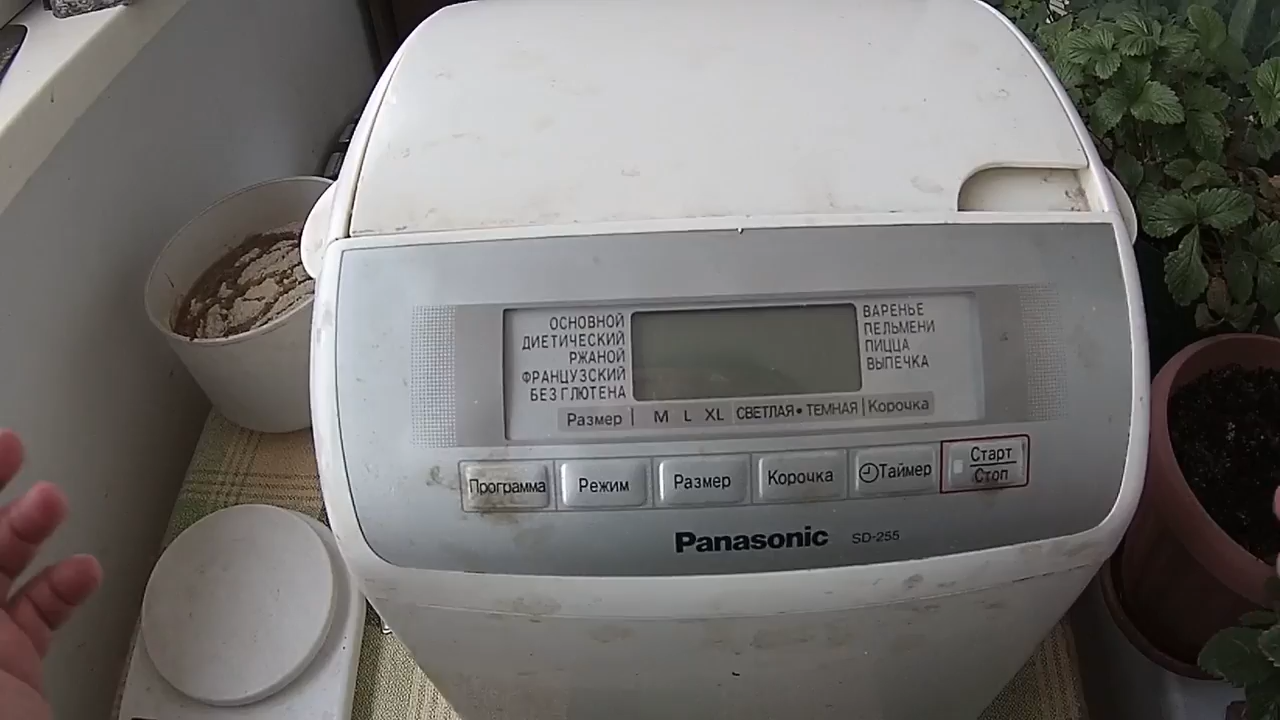 ОСНОВНОЙ
ДИЕТИЧЕСКИЙ
РЖАНОЙ
ФРАНЦУЗСКИЙ
БЕЗ ГЛЮТЕНА
ВАРЕНЬЕ
ПЕЛЬМЕНИ
ПИЦЦА
ВЫПЕЧКА
Размер | M L XL СВЕТЛАЯ • ТЕМНАЯ | Корочка
Программа Режим Размер Корочка Таймер Старт
Стоп
Panasonic SD-255